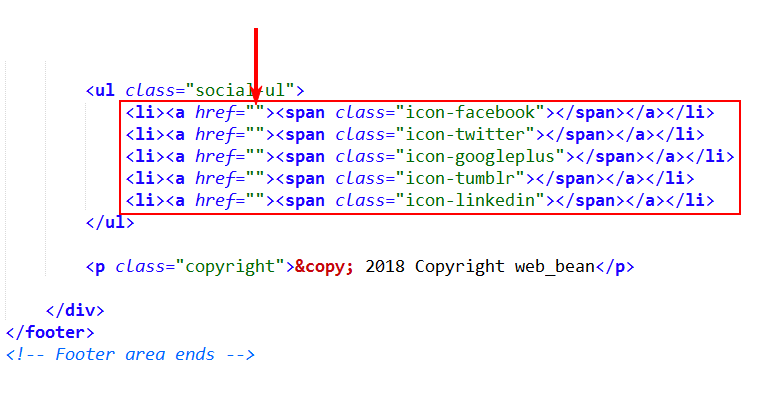 <ul class="social-ul">
<li><a href=""><span class="icon-facebook"></span></a></li>
<li><a href=""><span class="icon-twitter"></span></a></li>
<li><a href=""><span class="icon-googleplus"></span></a></li>
<li><a href=""><span class="icon-tumblr"></span></a></li>
<li><a href=""><span class="icon-linkedin"></span></a></li>
</ul>
<p class="copyright">&copy; 2018 Copyright web_bean</p>
</div>
</footer>
<!-- Footer area ends -->